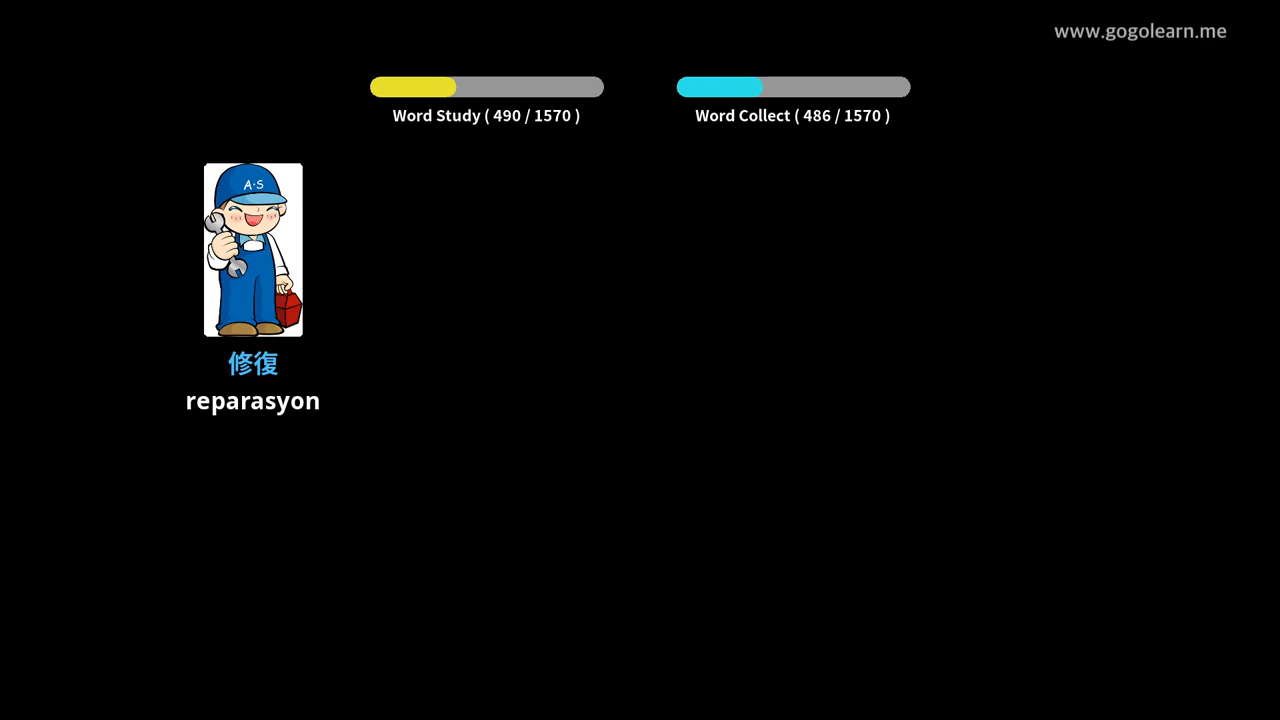 www.gogolearn.me
Word Study ( 490 / 1570 )
Word Collect ( 486 / 1570 )
A·S
修復
reparasyon